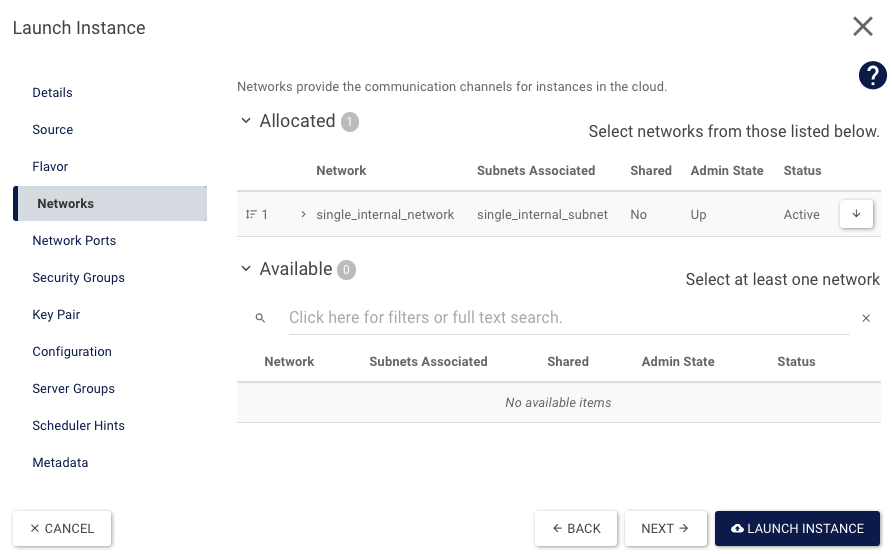 Launch Instance
Details
Source
Flavor
Networks
Network Ports
Security Groups
Key Pair
Configuration
Server Groups
Scheduler Hints
Metadata
Networks provide the communication channels for instances in the cloud.
Allocated 1
Select networks from those listed below.
Network Subnets Associated Shared Admin State Status
1 single_internal_network single_internal_subnet No Up Active
Available 0
Select at least one network
Click here for filters or full text search.
Network Subnets Associated Shared Admin State Status
No available items
CANCEL
BACK
NEXT
LAUNCH INSTANCE